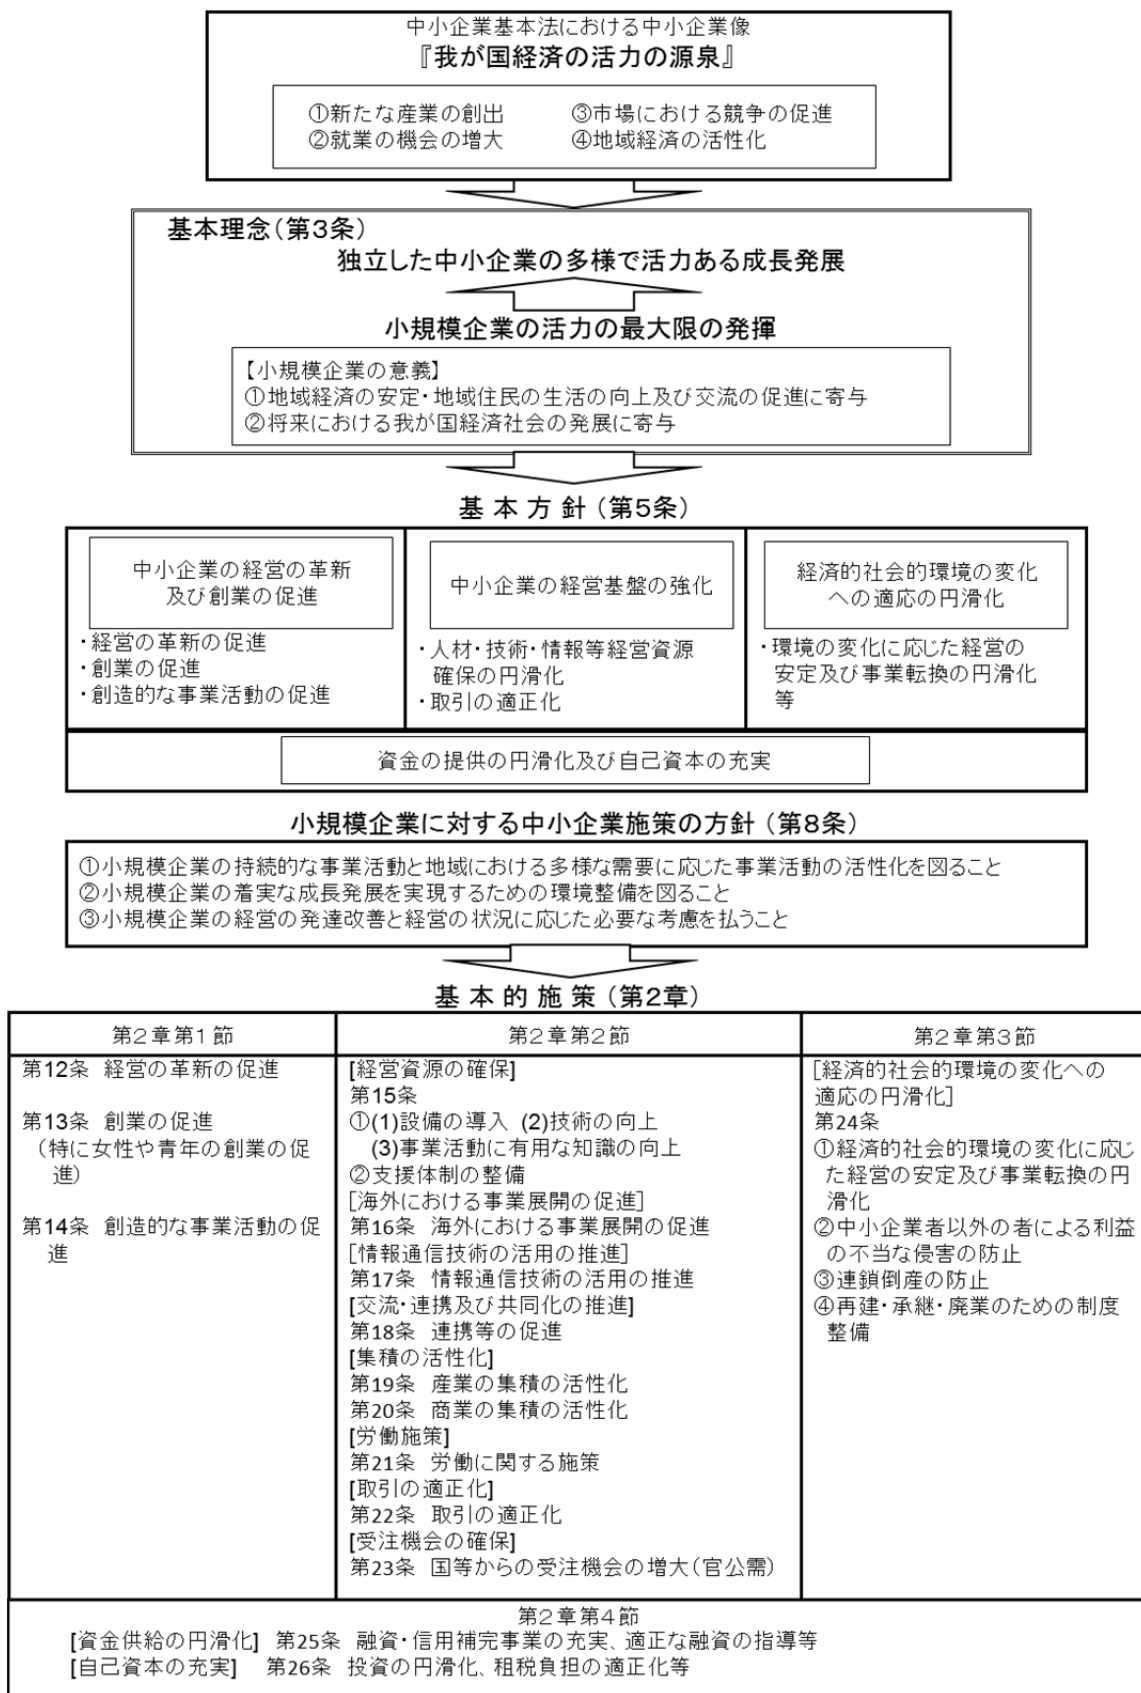 中小企業基本法における中小企業像
『我が国経済の活力の源泉』
①新たな産業の創出
②就業の機会の増大
③市場における競争の促進
④地域経済の活性化
基本理念(第3条)
独立した中小企業の多様で活力ある成長発展
小規模企業の活力の最大限の発揮
【小規模企業の意義】
①地域経済の安定・地域住民の生活の向上及び交流の促進に寄与
②将来における我が国経済社会の発展に寄与
基本方針(第5条)
中小企業の経営の革新
及び創業の促進
・経営の革新の促進
・創業の促進
・創造的な事業活動の促進
中小企業の経営基盤の強化
・人材・技術・情報等経営資源
確保の円滑化
・取引の適正化
経済的社会的環境の変化
への適応の円滑化
・環境の変化に応じた経営の
安定及び事業転換の円滑化
等
資金の提供の円滑化及び自己資本の充実
小規模企業に対する中小企業施策の方針(第8条)
①小規模企業の持続的な事業活動と地域における多様な需要に応じた事業活動の活性化を図ること
②小規模企業の着実な成長発展を実現するための環境整備を図ること
③小規模企業の経営の発達改善と経営の状況に応じた必要な考慮を払うこと
基本的施策(第2章)
第2章第1節
第12条 経営の革新の促進
第13条 創業の促進
(特に女性や青年の創業の促
進)
第14条 創造的な事業活動の促
進
第2章第2節
[経営資源の確保]
第15条
①(1)設備の導入 (2)技術の向上
(3)事業活動に有用な知識の向上
②支援体制の整備
[海外における事業展開の促進]
第16条 海外における事業展開の促進
[情報通信技術の活用の推進]
第17条 情報通信技術の活用の推進
[交流・連携及び共同化の推進]
第18条 連携等の促進
[集積の活性化]
第19条 産業の集積の活性化
第20条 商業の集積の活性化
[労働施策]
第21条 労働に関する施策
[取引の適正化]
第22条 取引の適正化
[受注機会の確保]
第23条 国等からの受注機会の増大(官公需)
第2章第3節
[経済的社会的環境の変化への
適応の円滑化]
第24条
①経済的社会的環境の変化に応じ
た経営の安定及び事業転換の円
滑化
②中小企業者以外の者による利益
の不当な侵害の防止
③連鎖倒産の防止
④再建・承継・廃業のための制度
整備
第2章第4節
[資金供給の円滑化] 第25条 融資・信用補完事業の充実、適正な融資の指導等
[自己資本の充実] 第26条 投資の円滑化、租税負担の適正化等